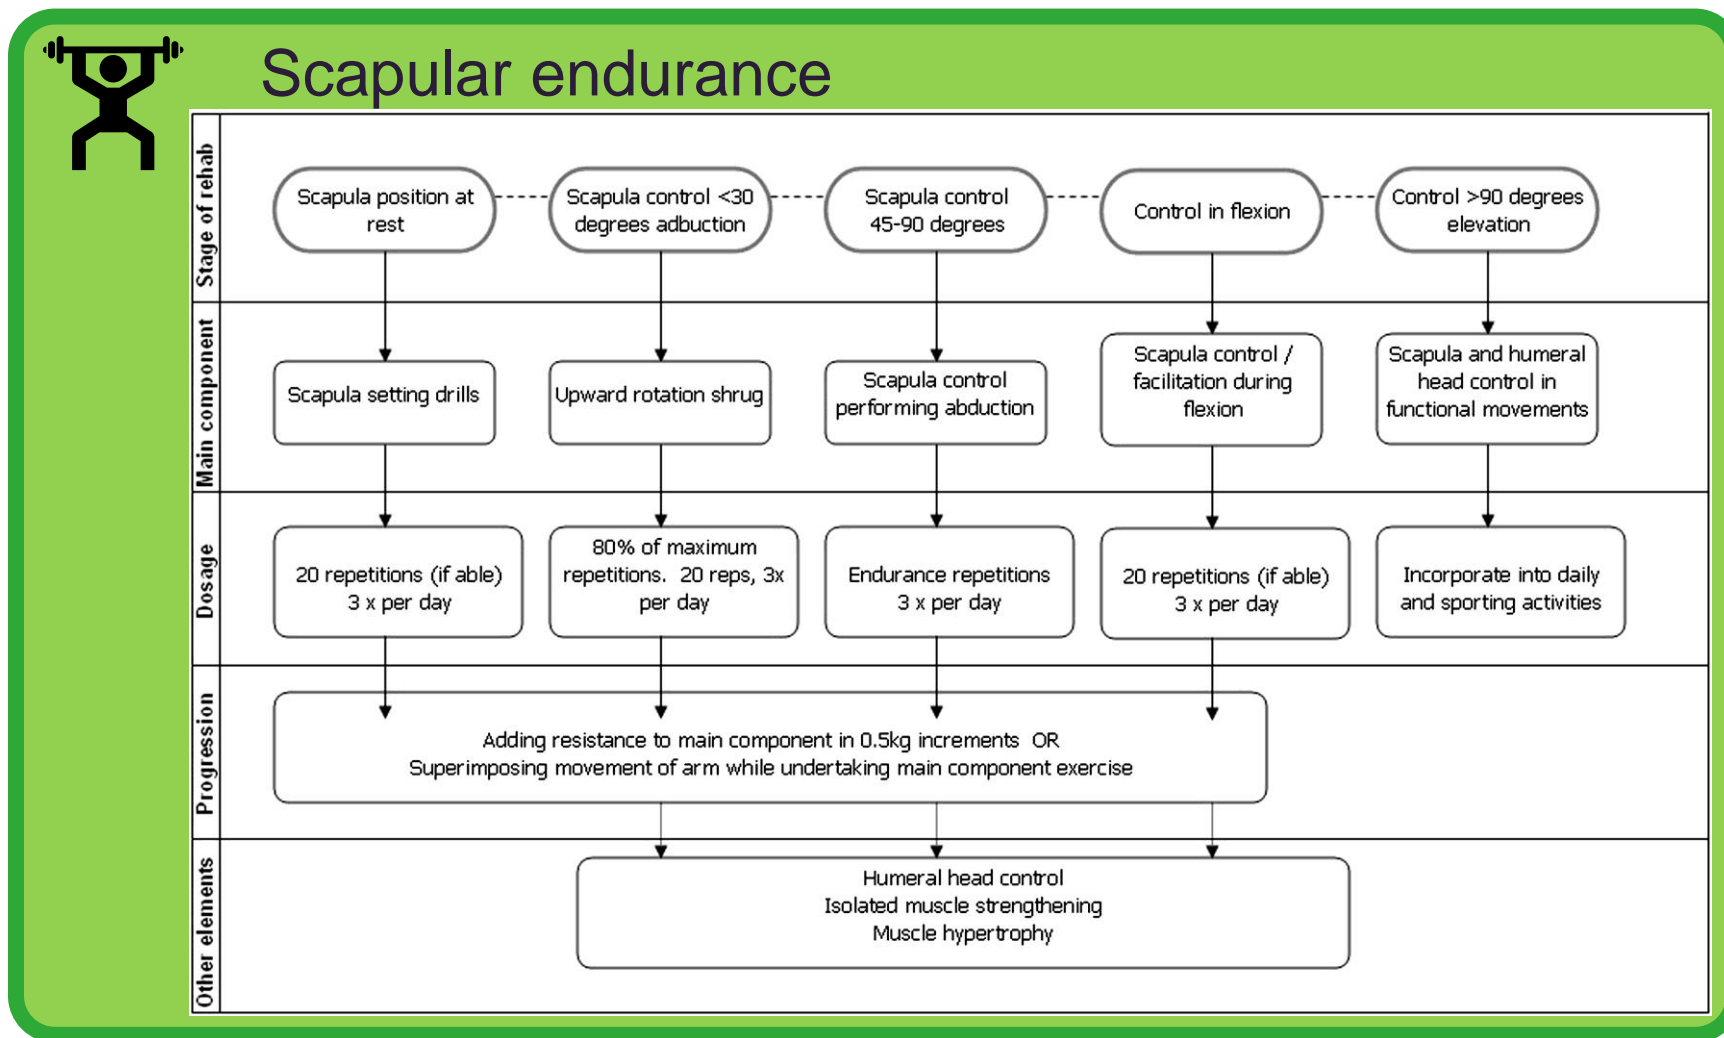 Scapular endurance
Stage of rehab
Scapula position at
rest
Scapula control <30
degrees adbuction
Scapula control
45-90 degrees
Control in flexion
Control >90 degrees
elevation
Main component
Scapula setting drills
Upward rotation shrug
Scapula control
performing abduction
Scapula control /
facilitation during
flexion
Scapula and humeral
head control in
functional movements
Dosage
20 repetitions (if able)
3 x per day
80% of maximum
repetitions.  20 reps, 3x
per day
Endurance repetitions
3 x per day
20 repetitions (if able)
3 x per day
Incorporate into daily
and sporting activities
Progression
Adding resistance to main component in 0.5kg increments  OR
Superimposing movement of arm while undertaking main component exercise
Other elements
Humeral head control
Isolated muscle strengthening
Muscle hypertrophy